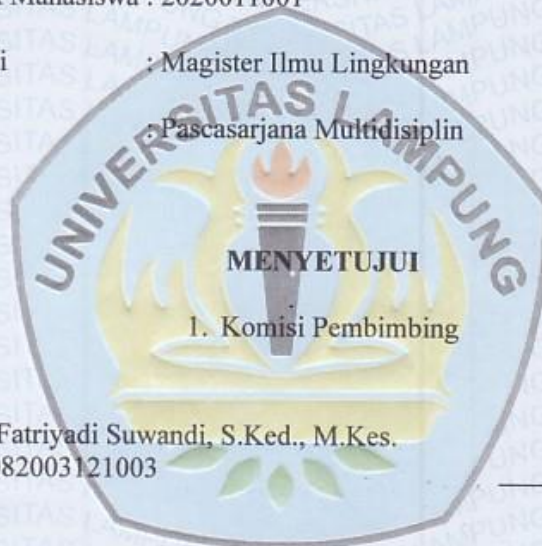 Mahasiswa : 2020011001
: Magister Ilmu Lingkungan
: Pascasarjana Multidisiplin
UNIVERSITAS LAMPUNG
MENYETUJUI
1. Komisi Pembimbing
Fatriyadi Suwandi, S.Ked., M.Kes.
82003121003